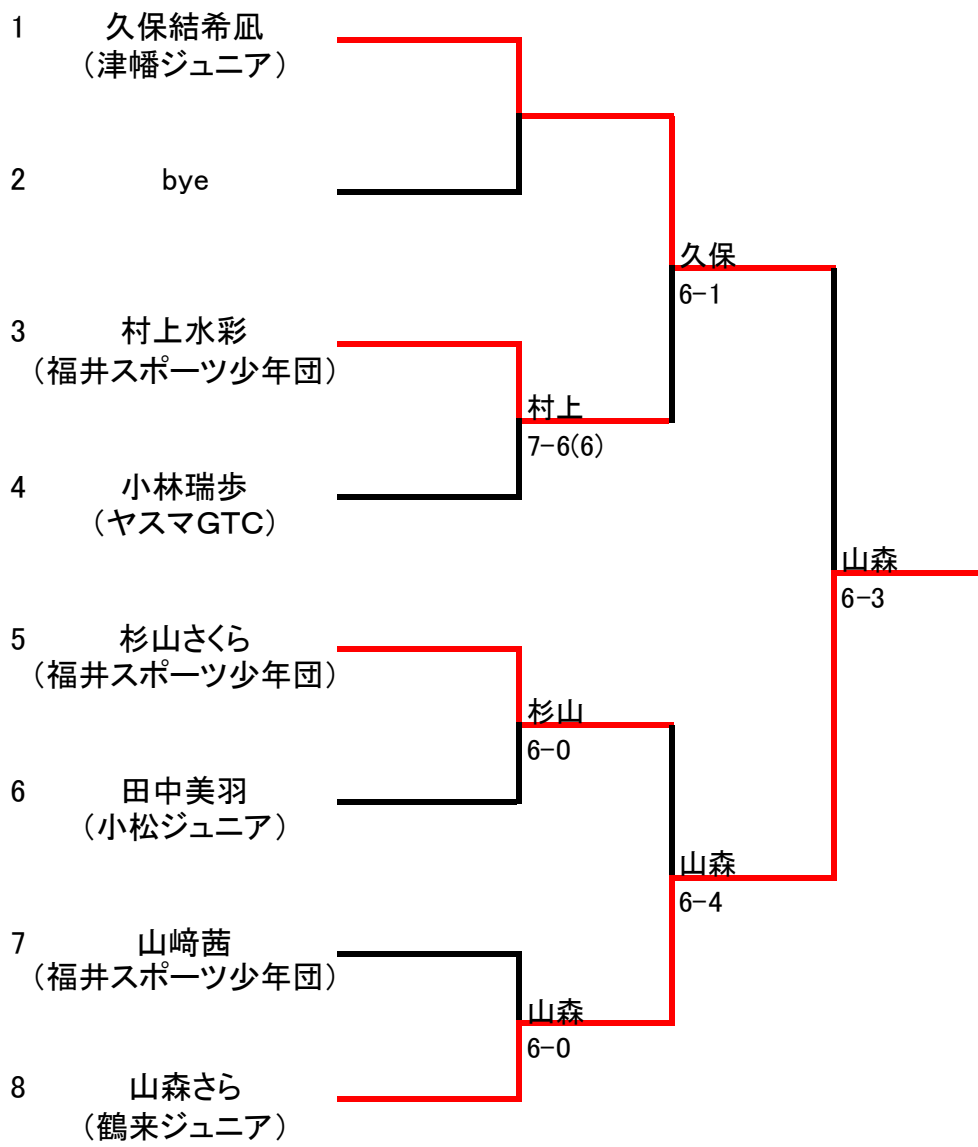 1 久保結希凪
（津幡ジュニア）
2 bye
久保
6-1
3 村上水彩
（福井スポーツ少年団）
村上
7-6(6)
4 小林瑞歩
（ヤスマGTC）
山森
6-3
5 杉山さくら
（福井スポーツ少年団）
杉山
6-0
6 田中美羽
（小松ジュニア）
山森
6-4
7 山﨑茜
（福井スポーツ少年団）
山森
6-0
8 山森さら
（鶴来ジュニア）